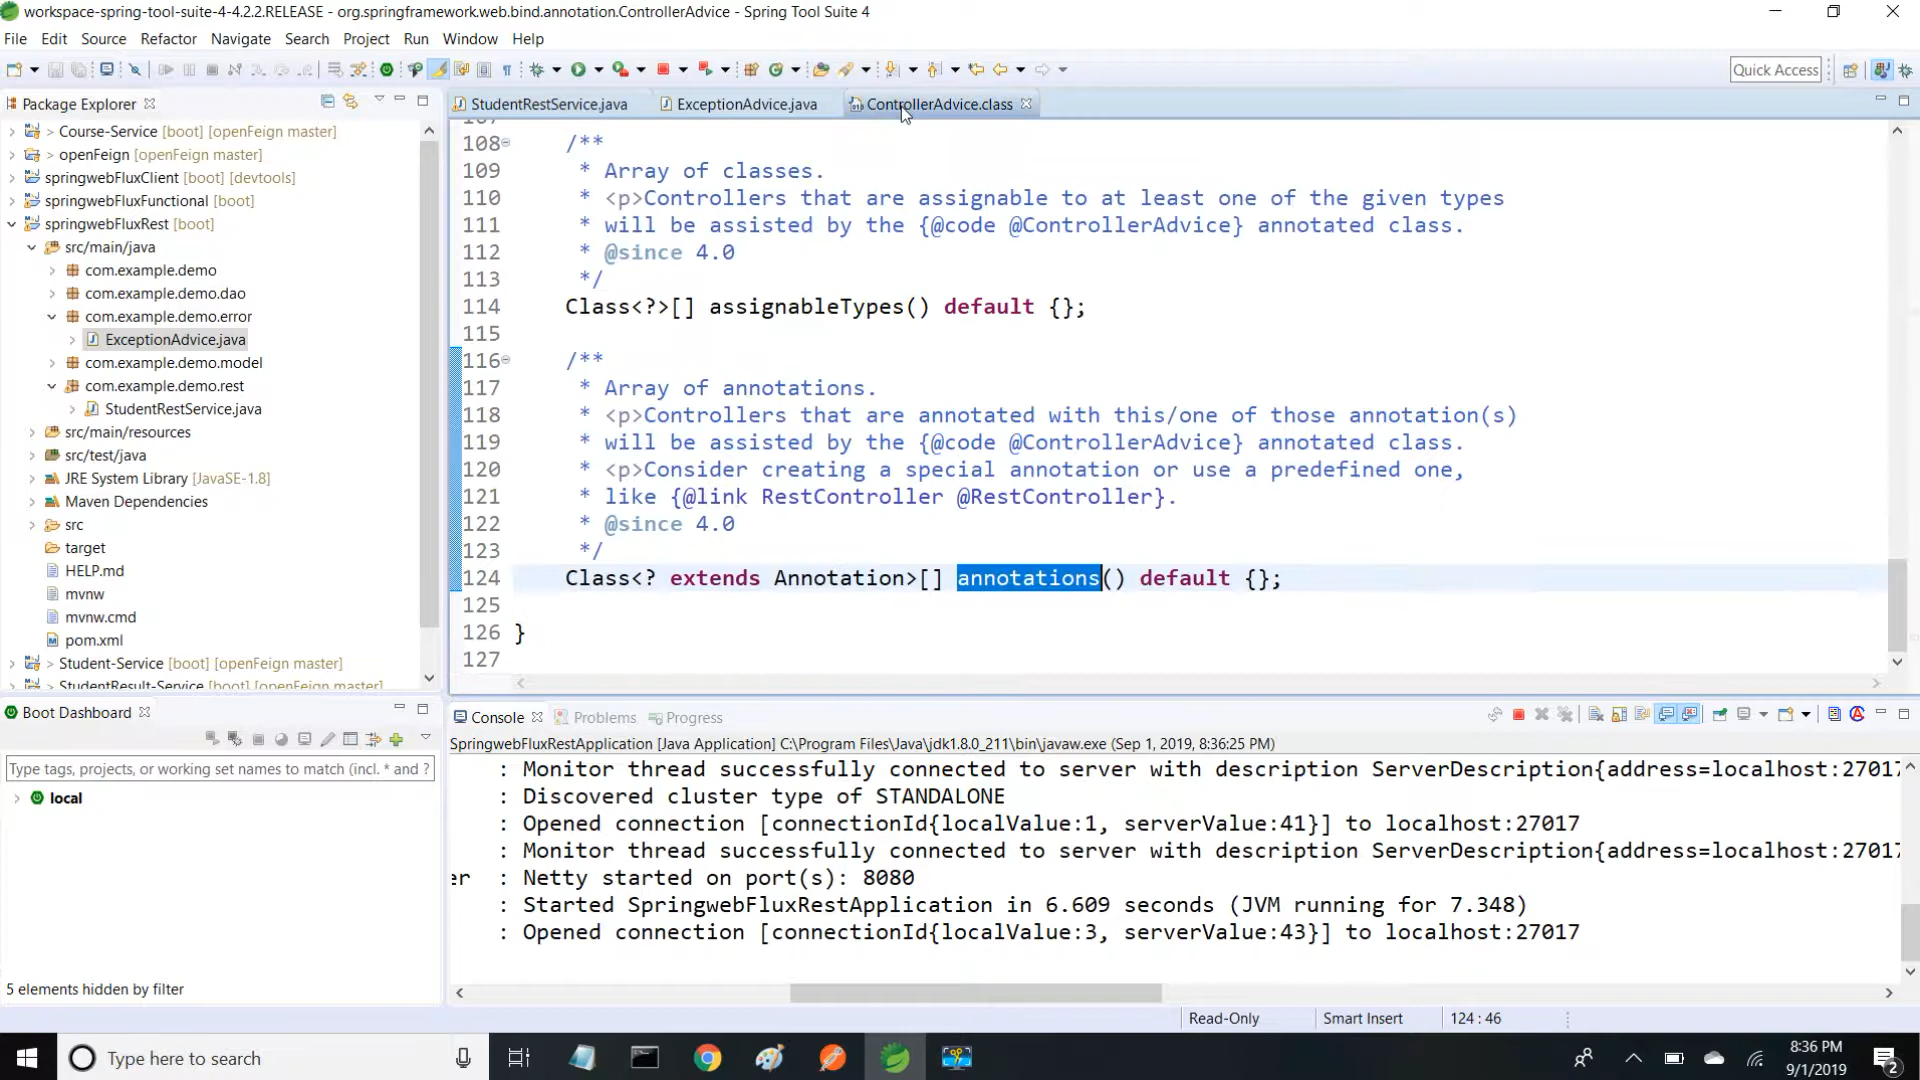 workspace-spring-tool-suite-4-4.2.2.RELEASE - org.springframework.web.bind.annotation.ControllerAdvice - Spring Tool Suite 4
File Edit Source Refactor Navigate Search Project Run Window Help
Quick Access
Package Explorer
> Course-Service [boot] [openFeign master]
> openFeign [openFeign master]
springwebFluxClient [boot] [devtools]
springwebFluxFunctional [boot]
springwebFluxRest [boot]
src/main/java
com.example.demo
com.example.demo.dao
com.example.demo.error
ExceptionAdvice.java
com.example.demo.model
com.example.demo.rest
StudentRestService.java
src/main/resources
src/test/java
JRE System Library [JavaSE-1.8]
Maven Dependencies
src
target
HELP.md
mvnw
mvnw.cmd
pom.xml
> Student-Service [boot] [openFeign master]
> StudentResult-Service [boot] [openFeign master]
StudentRestService.java ExceptionAdvice.java ControllerAdvice.class
108 /**
109 * Array of classes.
110 * <p>Controllers that are assignable to at least one of the given types
111 * will be assisted by the {@code @ControllerAdvice} annotated class.
112 * @since 4.0
113 */
114 Class<?>[] assignableTypes() default {};
115
116 /**
117 * Array of annotations.
118 * <p>Controllers that are annotated with this/one of those annotation(s)
119 * will be assisted by the {@code @ControllerAdvice} annotated class.
120 * <p>Consider creating a special annotation or use a predefined one,
121 * like {@link RestController @RestController}.
122 * @since 4.0
123 */
124 Class<? extends Annotation>[] annotations() default {};
125
126 }
127
Boot Dashboard
Type tags, projects, or working set names to match (incl. * and ?
local
5 elements hidden by filter
Console Problems Progress
SpringwebFluxRestApplication [Java Application] C:\Program Files\Java\jdk1.8.0_211\bin\javaw.exe (Sep 1, 2019, 8:36:25 PM)
: Monitor thread successfully connected to server with description ServerDescription{address=localhost:27017
: Discovered cluster type of STANDALONE
: Opened connection [connectionId{localValue:1, serverValue:41}] to localhost:27017
: Monitor thread successfully connected to server with description ServerDescription{address=localhost:27017
er : Netty started on port(s): 8080
: Started SpringwebFluxRestApplication in 6.609 seconds (JVM running for 7.348)
: Opened connection [connectionId{localValue:3, serverValue:43}] to localhost:27017
Read-Only Smart Insert 124 : 46
Type here to search
8:36 PM
9/1/2019
2